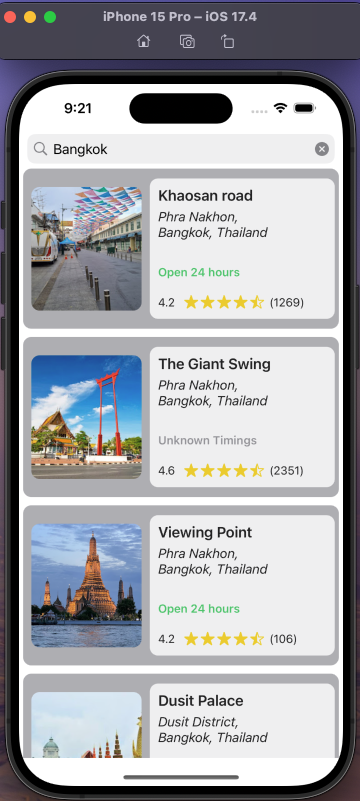 iPhone 15 Pro – iOS 17.4
9:21
Bangkok
Khaosan road
Phra Nakhon,
Bangkok, Thailand
Open 24 hours
4.2 (1269)
The Giant Swing
Phra Nakhon,
Bangkok, Thailand
Unknown Timings
4.6 (2351)
Viewing Point
Phra Nakhon,
Bangkok, Thailand
Open 24 hours
4.2 (106)
Dusit Palace
Dusit District,
Bangkok, Thailand